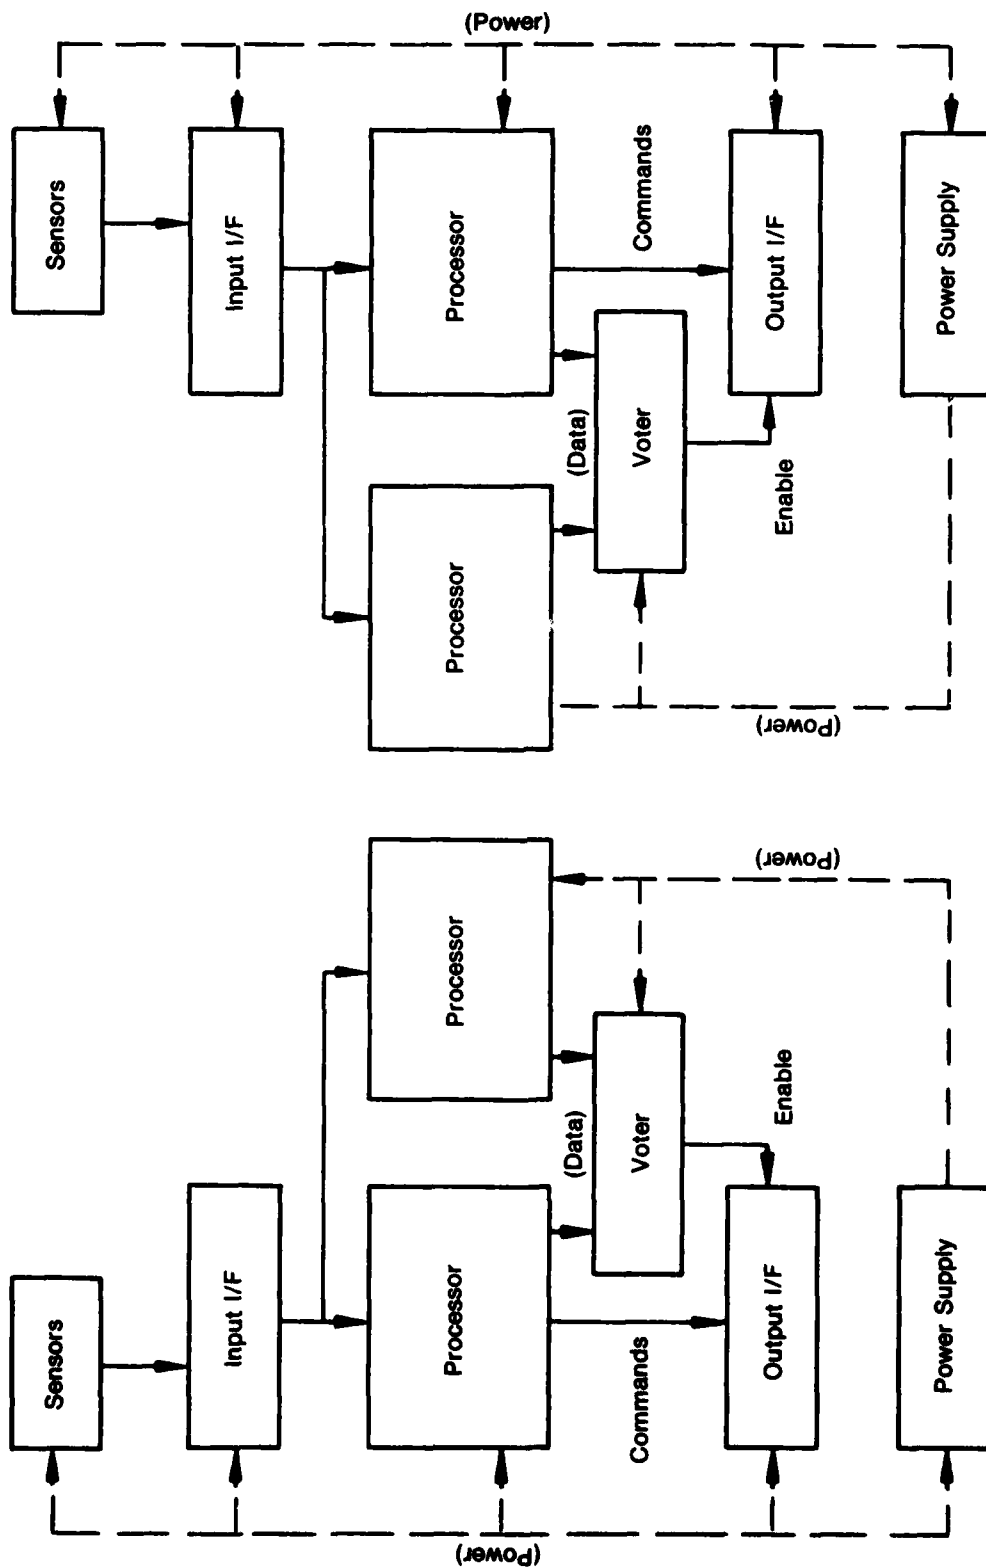 Sensors
Sensors
Input I/F
Input I/F
(Power)
(Power)
Processor
Processor
Processor
Processor
(Data)
(Data)
Commands
Voter
Voter
Commands
Output I/F
Enable
Enable
Output I/F
(Power)
(Power)
Power Supply
Power Supply